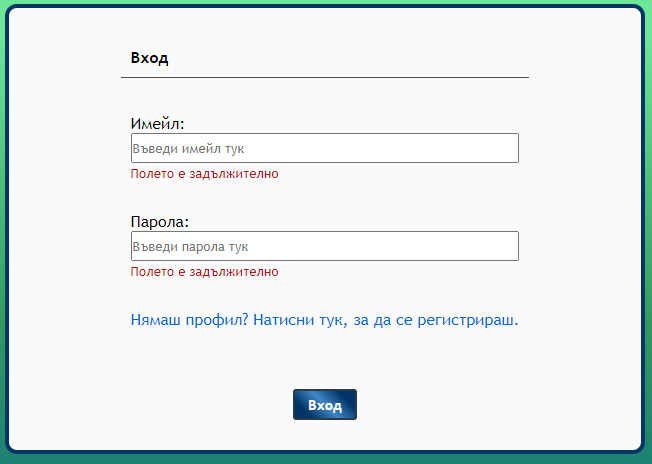 Вход
Имейл:
Въведи имейл тук
Полето е задължително
Парола:
Въведи парола тук
Полето е задължително
Нямаш профил? Натисни тук, за да се регистрираш.
Вход